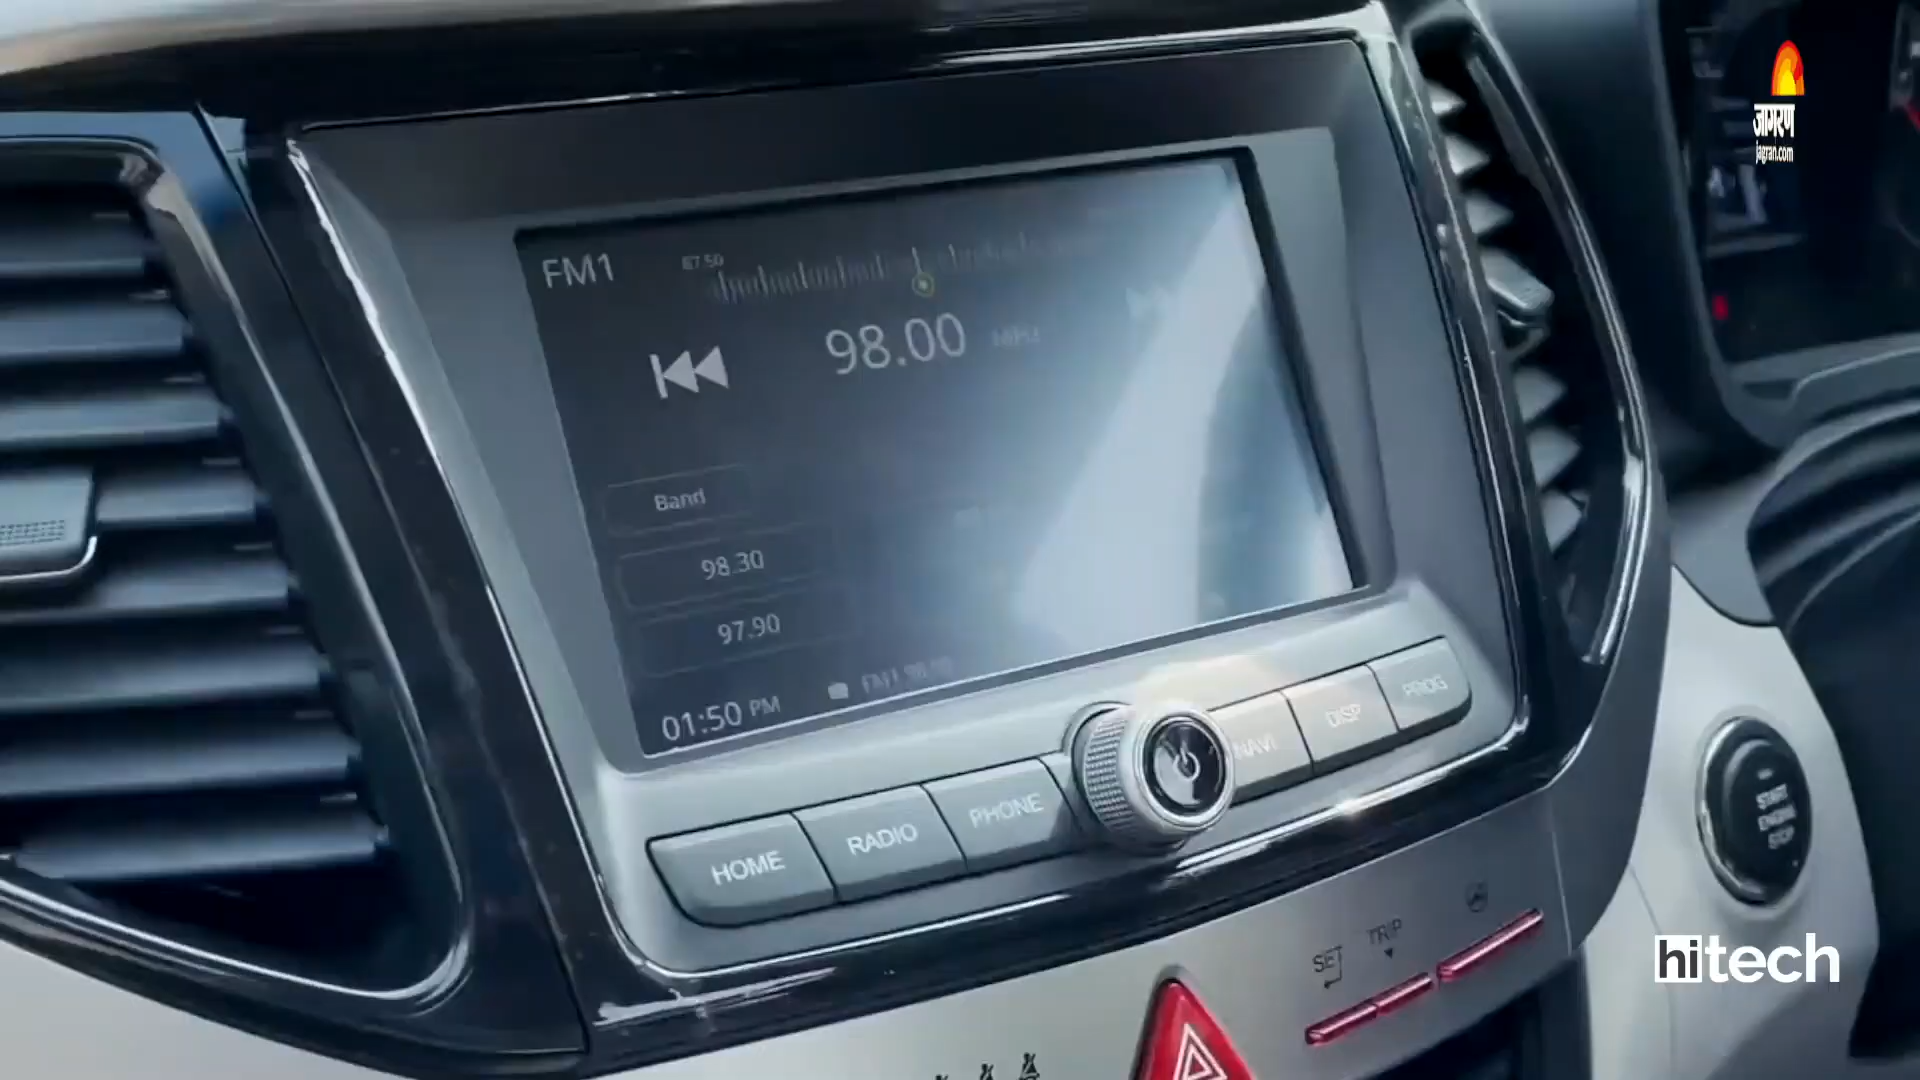 जागरण
jagran.com
FM1
87.50
98.00 MHz
Band
98.30
97.90
01:50 PM
HOME
RADIO
PHONE
NAVI
DISP
PROG
START
ENGINE
STOP
SET
TRIP
hitech